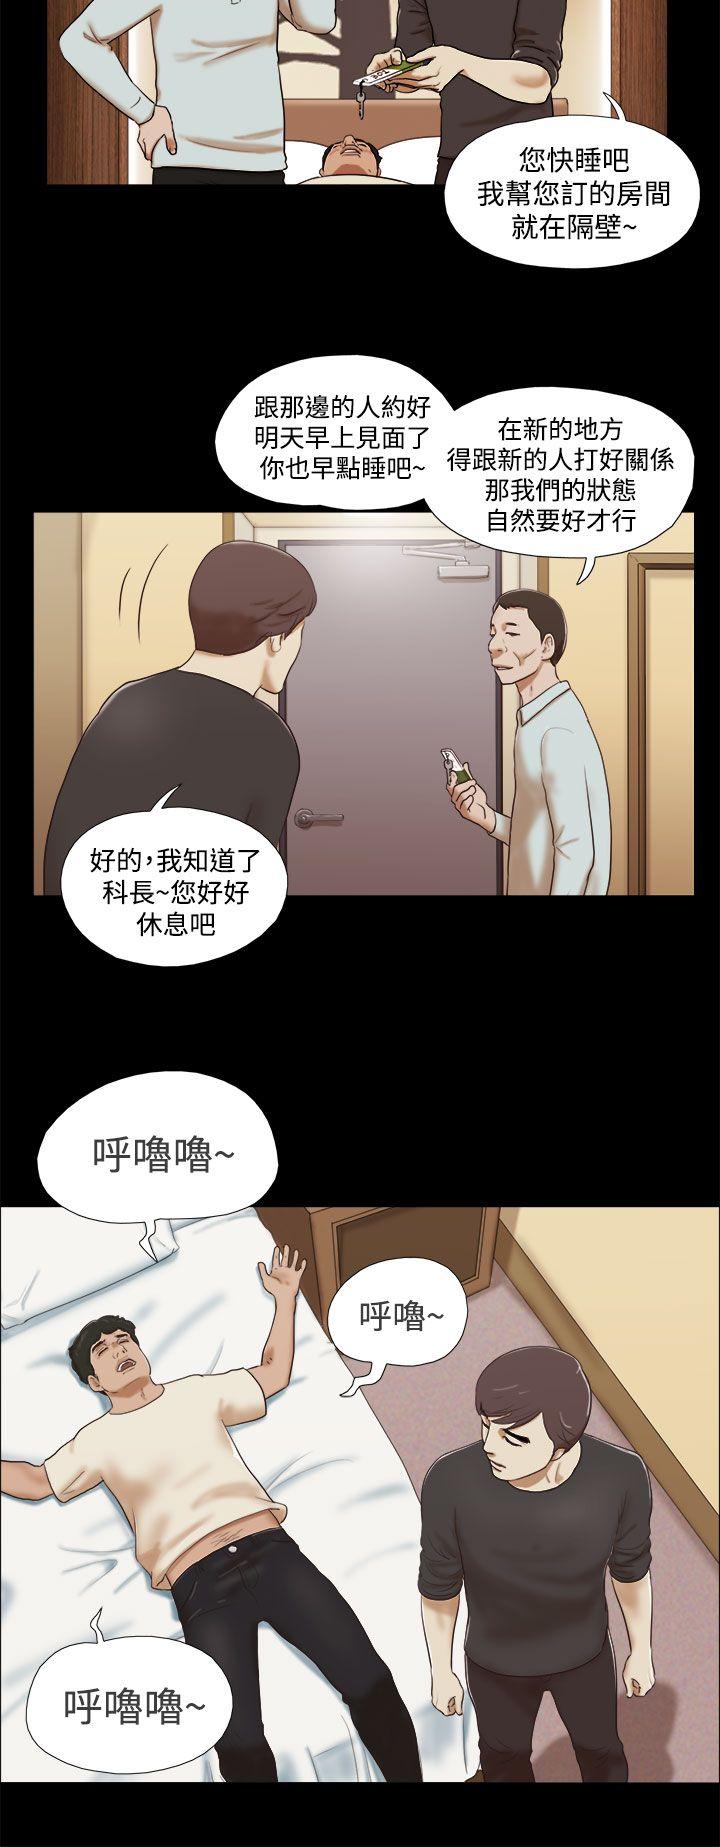 您快睡吧
我幫您訂的房間
就在隔壁~
跟那邊的人約好
明天早上見面了
你也早點睡吧~
在新的地方
得跟新的人打好關係
那我們的狀態
自然要好才行
好的，我知道了
科長~您好好
休息吧
呼嚕嚕~
呼嚕~
呼嚕嚕~